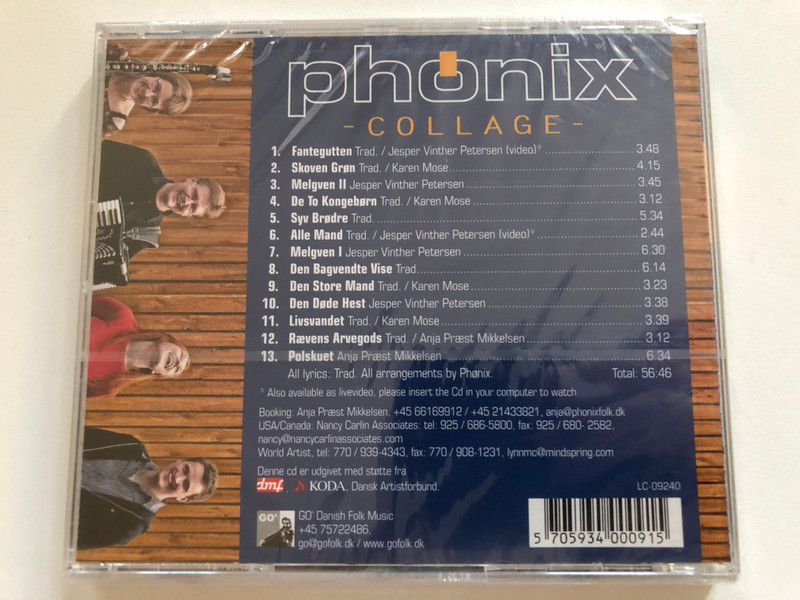 phønix
- COLLAGE -
1. Fantegutten Trad. / Jesper Vinther Petersen (video)* 3.48
2. Skoven Grøn Trad. / Karen Mose 4.15
3. Melgven II Jesper Vinther Petersen 3.45
4. De To Kongebørn Trad. / Karen Mose 3.12
5. Syv Brødre Trad. 5.34
6. Alle Mand Trad. / Jesper Vinther Petersen (video)* 2.44
7. Melgven I Jesper Vinther Petersen 6.30
8. Den Bagvendte Vise Trad. 6.14
9. Den Store Mand Trad. / Karen Mose 3.23
10. Den Døde Hest Jesper Vinther Petersen 3.38
11. Livsvandet Trad. / Karen Mose 3.39
12. Rævens Arvegods Trad. / Anja Præst Mikkelsen 3.12
13. Polskuet Anja Præst Mikkelsen 6.34
All lyrics: Trad. All arrangements by Phønix. Total: 56:46
* Also available as livevideo, please insert the Cd in your computer to watch
Booking: Anja Præst Mikkelsen, +45 66169912 / +45 21433821, anja@phonixfolk.dk
USA/Canada: Nancy Carlin Associates: tel: 925 / 686-5800, fax: 925 / 680- 2582,
nancy@nancycarlinassociates.com
World Artist, tel: 770 / 939-4343, fax: 770 / 908-1231, lynnmc@mindspring.com
Denne cd er udgivet med støtte fra
dmf, KODA, Dansk Artistforbund. LC-09240
GO' GO' Danish Folk Music
+45 75722486,
go@gofolk.dk / www.gofolk.dk
5 705934 000915